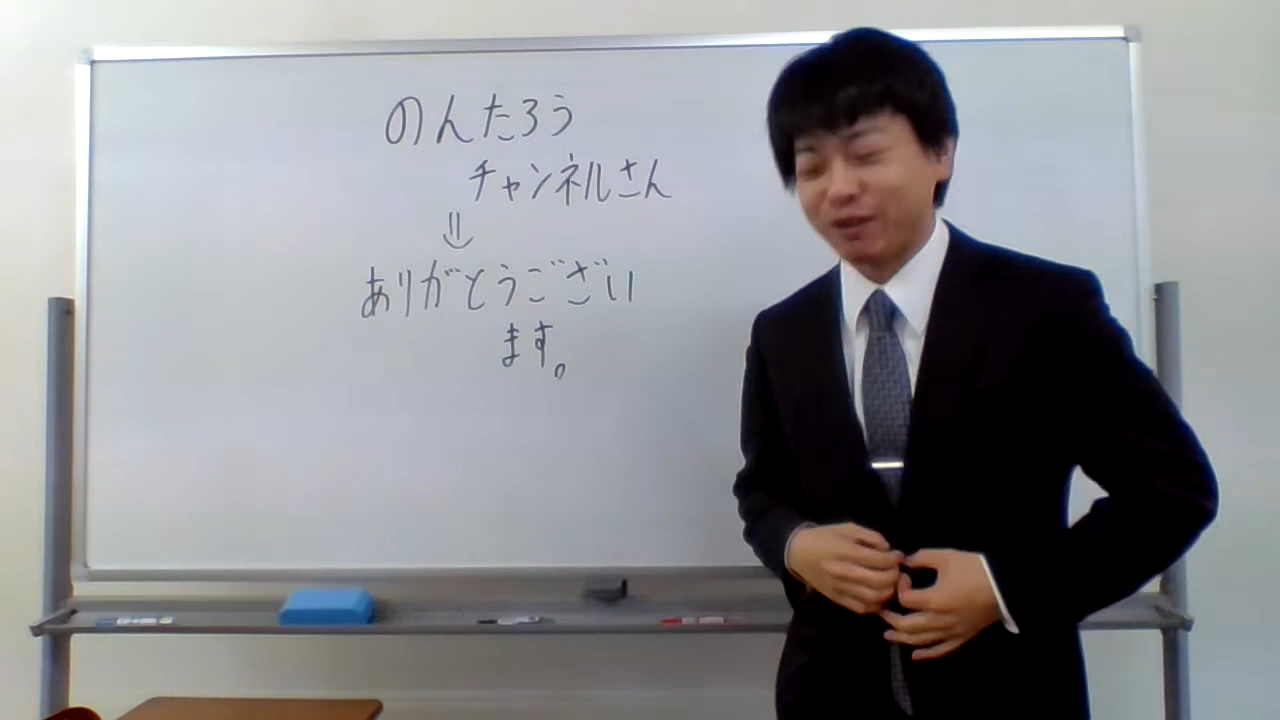 のんたろう
チャンネルさん
ありがとうござい
ます。